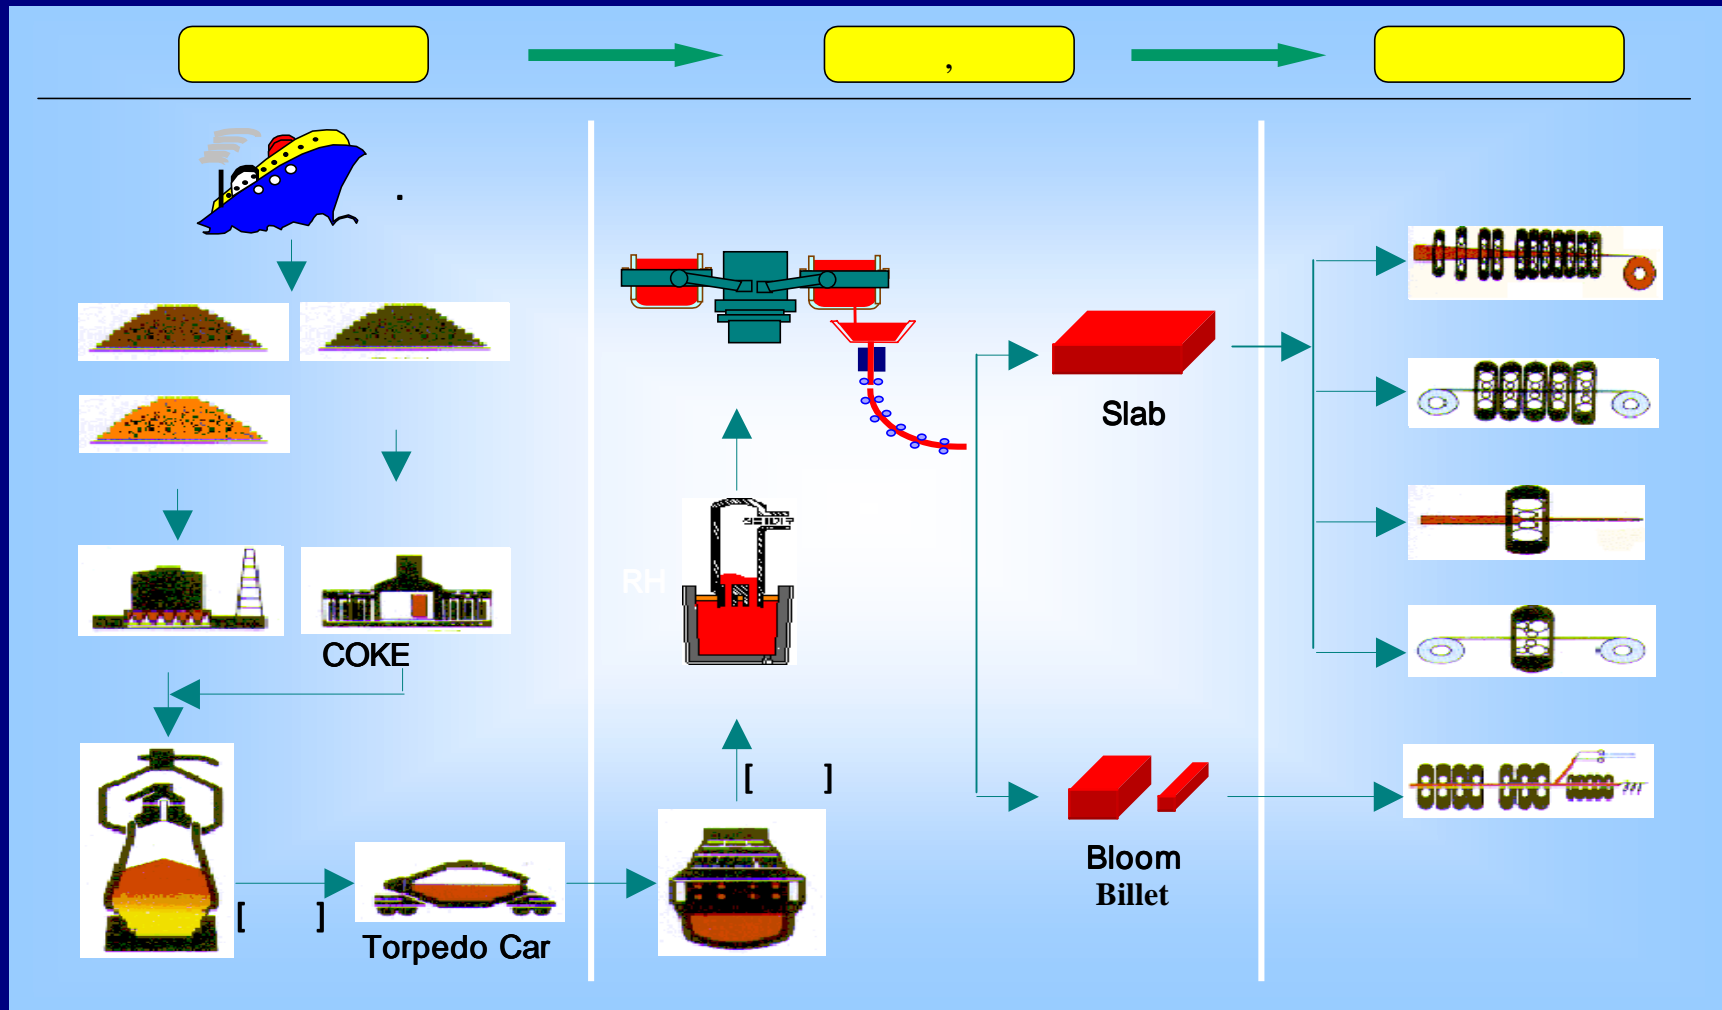 ,
.
Slab
RH
COKE
[ ]
Bloom
Billet
[ ]
Torpedo Car